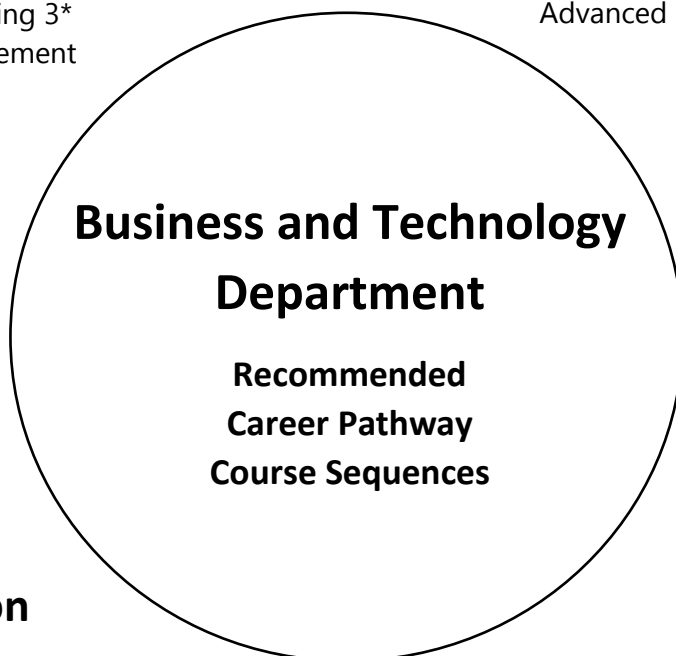 ing 3*
Advanced
ement
Business and Technology
Department
Recommended
Career Pathway
Course Sequences
on